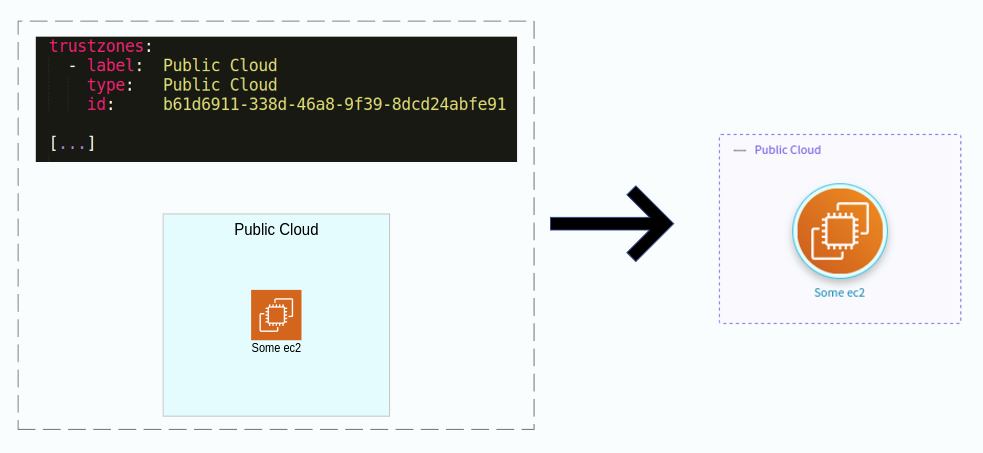 trustzones:
- label: Public Cloud
type: Public Cloud
id: b61d6911-338d-46a8-9f39-8dcd24abfe91
[...]
Public Cloud
Some ec2
— Public Cloud
Some ec2